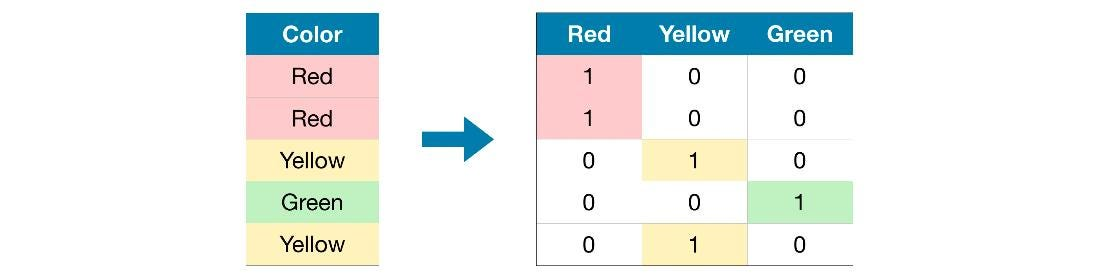 Color
Red
Red
Yellow
Green
Yellow
Red Yellow Green
1 0 0
1 0 0
0 1 0
0 0 1
0 1 0